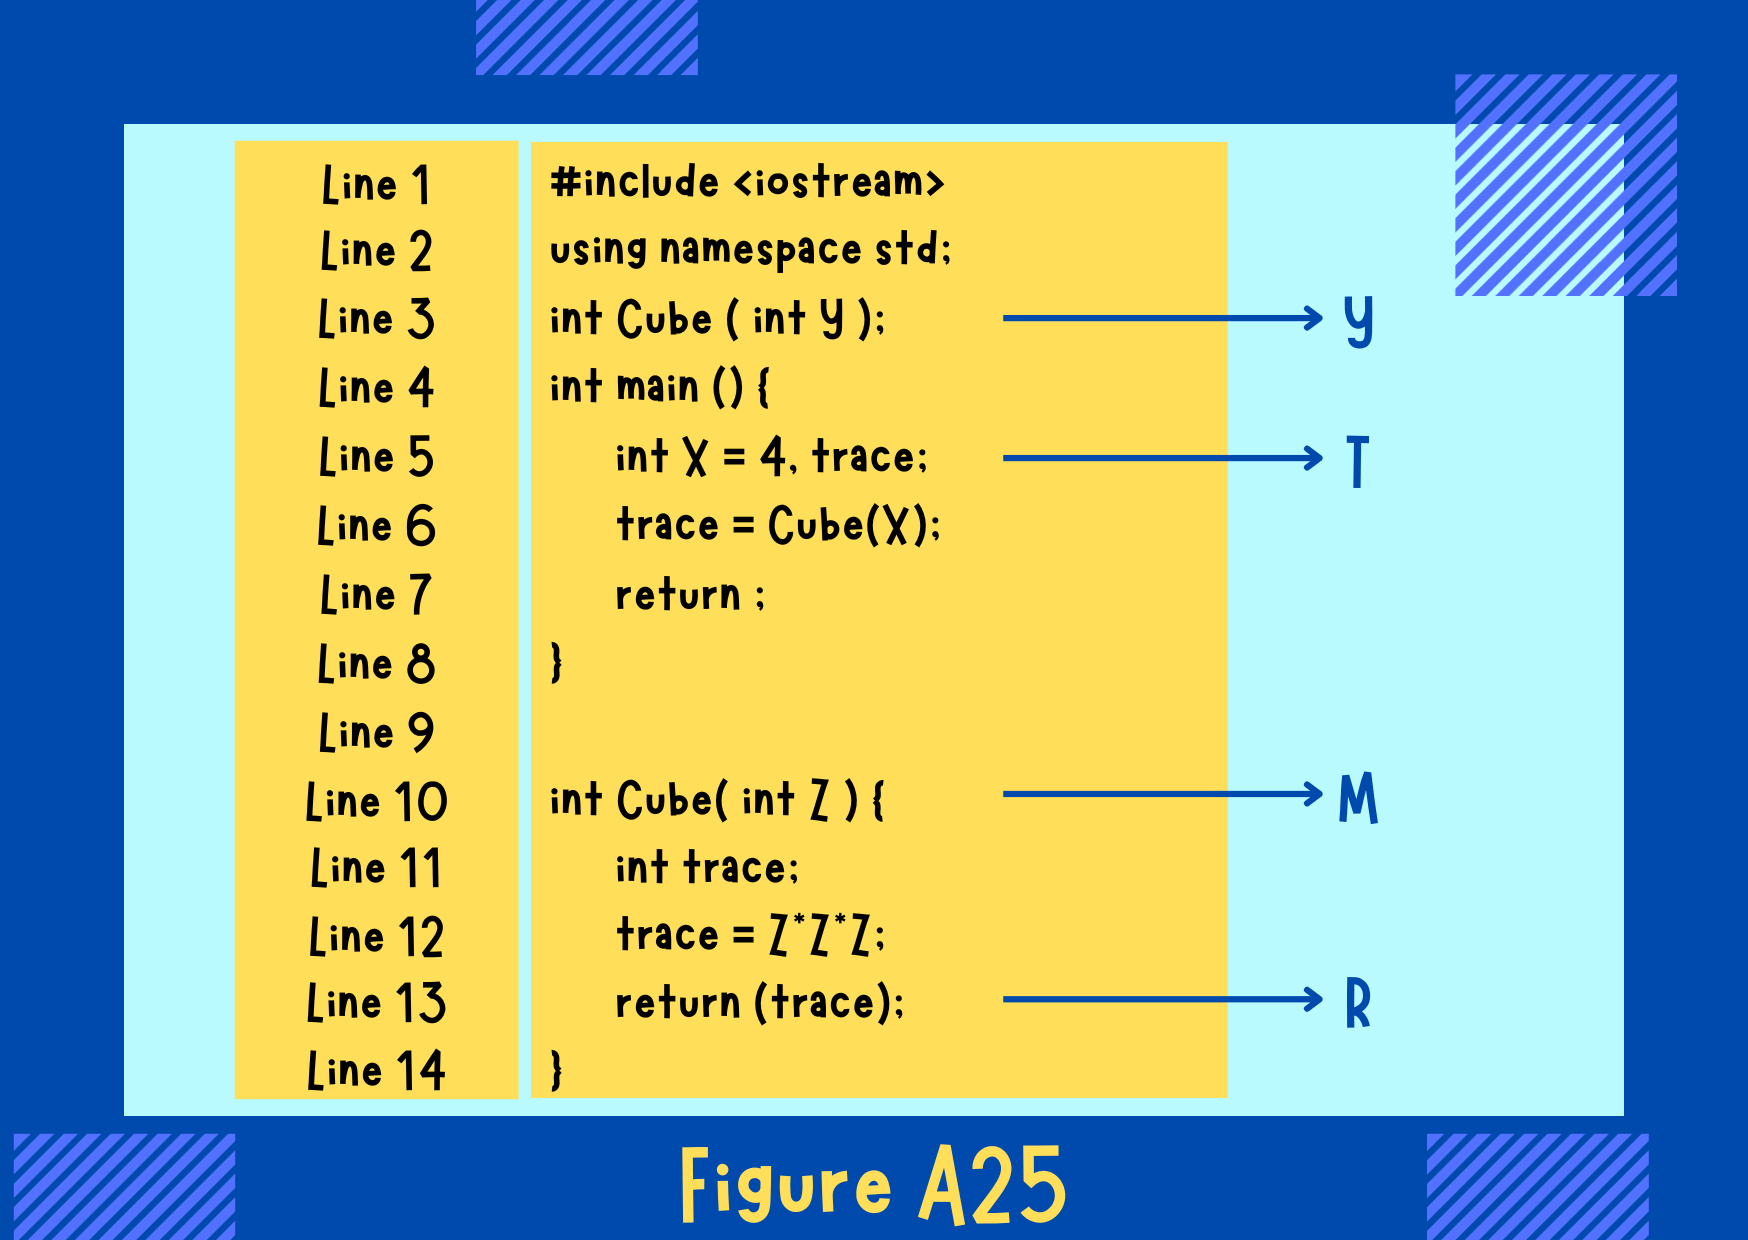 Line 1 #include <iostream>
Line 2 using namespace std;
Line 3 int Cube ( int Y ); Y
Line 4 int main () {
Line 5 int X = 4, trace; T
Line 6 trace = Cube(X);
Line 7 return ;
Line 8 }
Line 9
Line 10 int Cube( int Z ) { M
Line 11 int trace;
Line 12 trace = Z*Z*Z;
Line 13 return (trace); R
Line 14 }
Figure A25